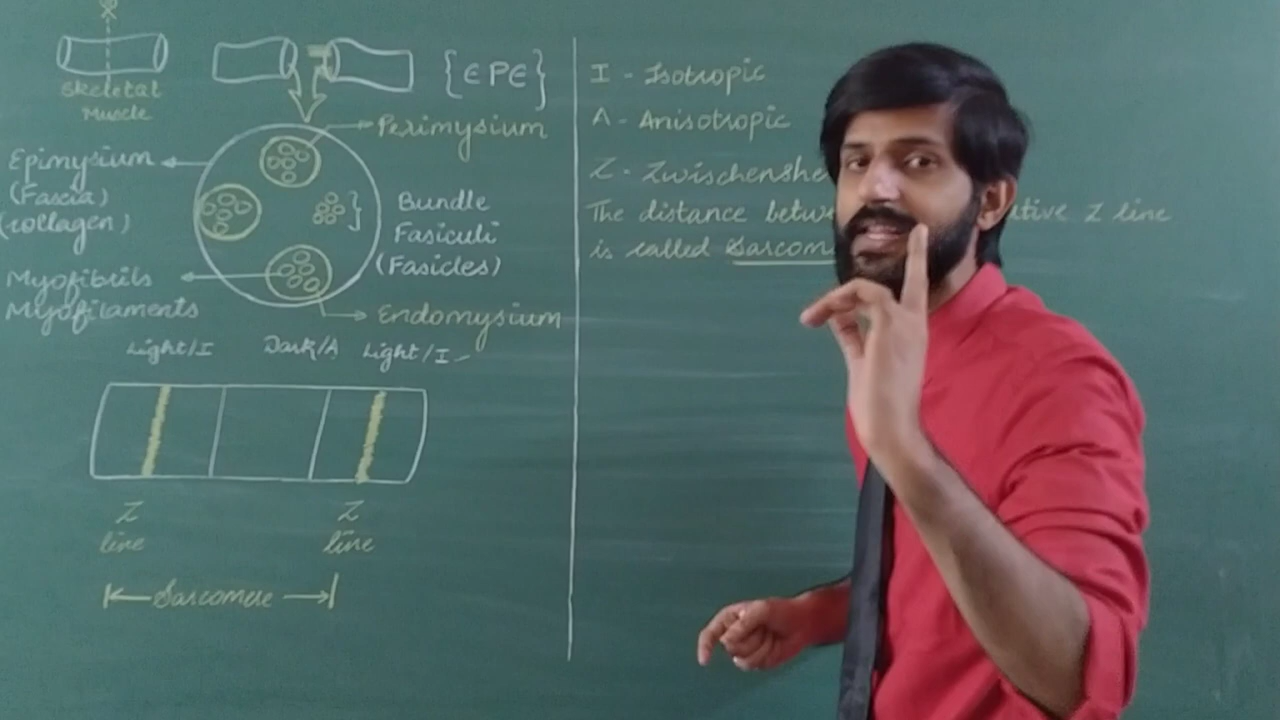 Skeletal
Muscle
{EPE}
Perimysium
Epimysium
(Fascia)
(collagen)
Bundle
Fasiculi
(Fasicles)
Myofibrils
Myofilaments
Endomysium
Light/I
Dark/A
Light/I
Z
line
Z
line
Sarcomere
I - Isotropic
A - Anisotropic
Z - Zwischenshe
The distance betw Z line
is called Sarcom